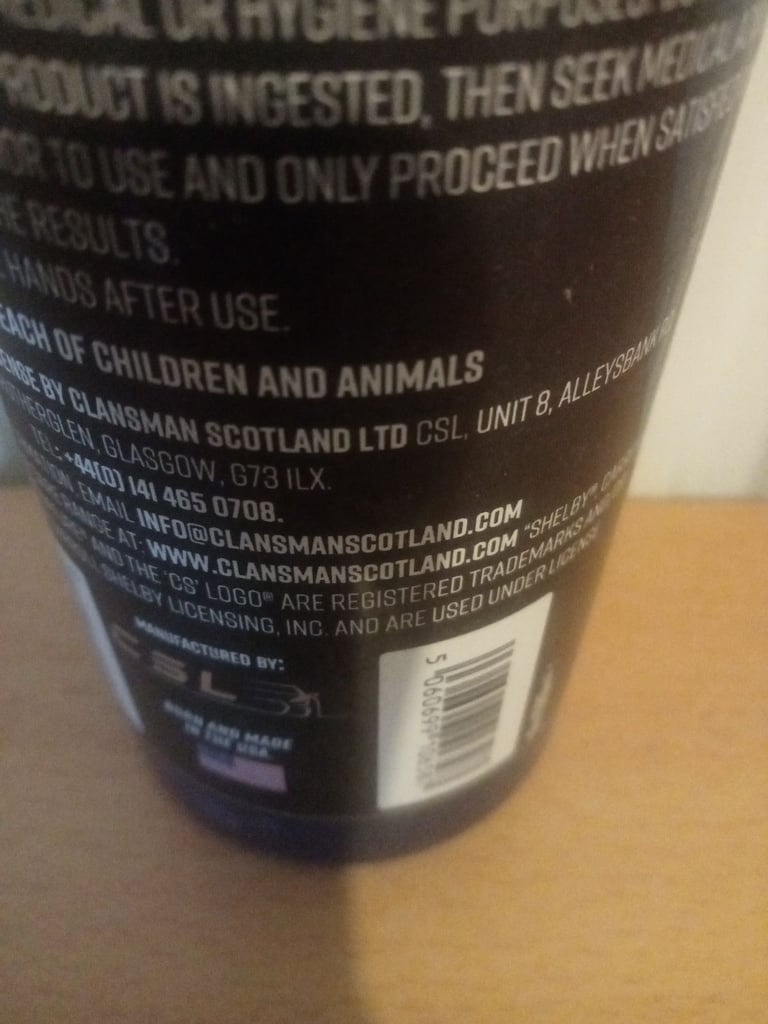 OR HYGIENE PURPOSES.
PRODUCT IS INGESTED, THEN SEEK MEDICAL
TO USE AND ONLY PROCEED WHEN
RESULTS.
HANDS AFTER USE.
OF CHILDREN AND ANIMALS
BY CLANSMAN SCOTLAND LTD CSL, UNIT 8, ALLEYSBANK
GLASGOW, G73 1LX.
TEL: +44(0) 141 465 0708.
EMAIL INFO@CLANSMANSCOTLAND.COM
AT: WWW.CLANSMANSCOTLAND.COM "SHELBY®,
AND THE 'CS' LOGO® ARE REGISTERED TRADEMARKS
SHELBY LICENSING, INC. AND ARE USED UNDER
MANUFACTURED BY:
CSL
BORN AND MADE
IN THE USA